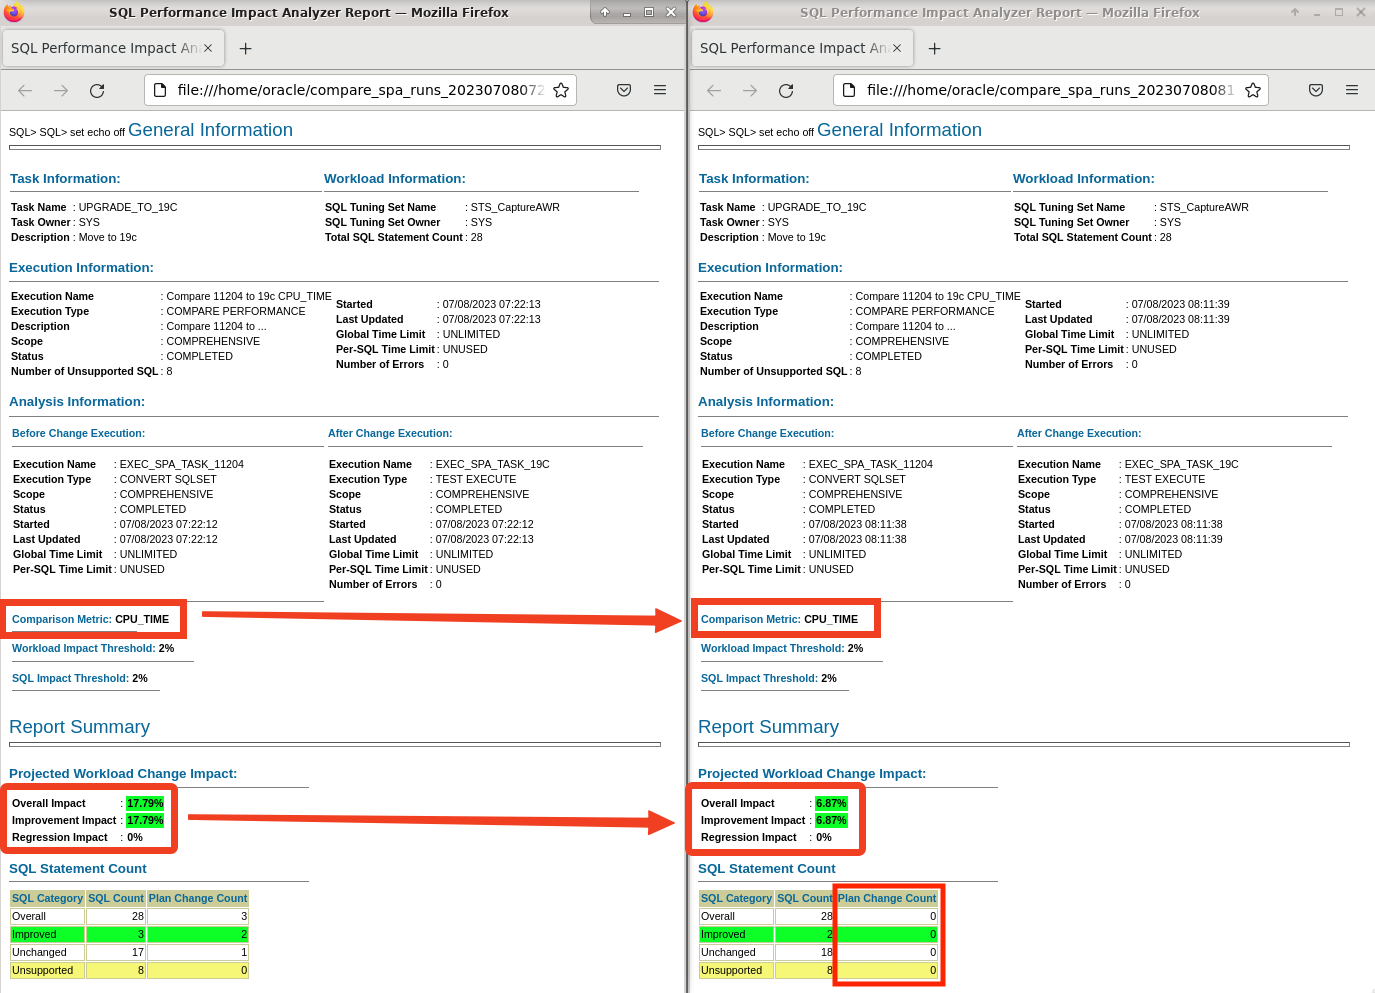 SQL Performance Impact Analyzer Report — Mozilla Firefox
SQL Performance Impact An
file:///home/oracle/compare_spa_runs_20230708072
SQL> SQL> set echo off General Information
Task Information:
Workload Information:
Task Name : UPGRADE_TO_19C
Task Owner : SYS
Description : Move to 19c
SQL Tuning Set Name : STS_CaptureAWR
SQL Tuning Set Owner : SYS
Total SQL Statement Count : 28
Execution Information:
Execution Name : Compare 11204 to 19c CPU_TIME
Execution Type : COMPARE PERFORMANCE
Description : Compare 11204 to ...
Scope : COMPREHENSIVE
Status : COMPLETED
Number of Unsupported SQL : 8
Started : 07/08/2023 07:22:13
Last Updated : 07/08/2023 07:22:13
Global Time Limit : UNLIMITED
Per-SQL Time Limit : UNUSED
Number of Errors : 0
Analysis Information:
Before Change Execution:
After Change Execution:
Execution Name : EXEC_SPA_TASK_11204
Execution Type : CONVERT SQLSET
Scope : COMPREHENSIVE
Status : COMPLETED
Started : 07/08/2023 07:22:12
Last Updated : 07/08/2023 07:22:12
Global Time Limit : UNLIMITED
Per-SQL Time Limit : UNUSED
Execution Name : EXEC_SPA_TASK_19C
Execution Type : TEST EXECUTE
Scope : COMPREHENSIVE
Status : COMPLETED
Started : 07/08/2023 07:22:12
Last Updated : 07/08/2023 07:22:13
Global Time Limit : UNLIMITED
Per-SQL Time Limit : UNUSED
Number of Errors : 0
Comparison Metric: CPU_TIME
Workload Impact Threshold: 2%
SQL Impact Threshold: 2%
Report Summary
Projected Workload Change Impact:
Overall Impact : 17.79%
Improvement Impact : 17.79%
Regression Impact : 0%
SQL Statement Count
SQL Category SQL Count Plan Change Count
Overall 28 3
Improved 3 2
Unchanged 17 1
Unsupported 8 0
SQL Performance Impact Analyzer Report — Mozilla Firefox
SQL Performance Impact An
file:///home/oracle/compare_spa_runs_20230708081
SQL> SQL> set echo off General Information
Task Information:
Workload Information:
Task Name : UPGRADE_TO_19C
Task Owner : SYS
Description : Move to 19c
SQL Tuning Set Name : STS_CaptureAWR
SQL Tuning Set Owner : SYS
Total SQL Statement Count : 28
Execution Information:
Execution Name : Compare 11204 to 19c CPU_TIME
Execution Type : COMPARE PERFORMANCE
Description : Compare 11204 to ...
Scope : COMPREHENSIVE
Status : COMPLETED
Number of Unsupported SQL : 8
Started : 07/08/2023 08:11:39
Last Updated : 07/08/2023 08:11:39
Global Time Limit : UNLIMITED
Per-SQL Time Limit : UNUSED
Number of Errors : 0
Analysis Information:
Before Change Execution:
After Change Execution:
Execution Name : EXEC_SPA_TASK_11204
Execution Type : CONVERT SQLSET
Scope : COMPREHENSIVE
Status : COMPLETED
Started : 07/08/2023 08:11:38
Last Updated : 07/08/2023 08:11:38
Global Time Limit : UNLIMITED
Per-SQL Time Limit : UNUSED
Execution Name : EXEC_SPA_TASK_19C
Execution Type : TEST EXECUTE
Scope : COMPREHENSIVE
Status : COMPLETED
Started : 07/08/2023 08:11:38
Last Updated : 07/08/2023 08:11:39
Global Time Limit : UNLIMITED
Per-SQL Time Limit : UNUSED
Number of Errors : 0
Comparison Metric: CPU_TIME
Workload Impact Threshold: 2%
SQL Impact Threshold: 2%
Report Summary
Projected Workload Change Impact:
Overall Impact : 6.87%
Improvement Impact : 6.87%
Regression Impact : 0%
SQL Statement Count
SQL Category SQL Count Plan Change Count
Overall 28 0
Improved 2 0
Unchanged 18 0
Unsupported 8 0